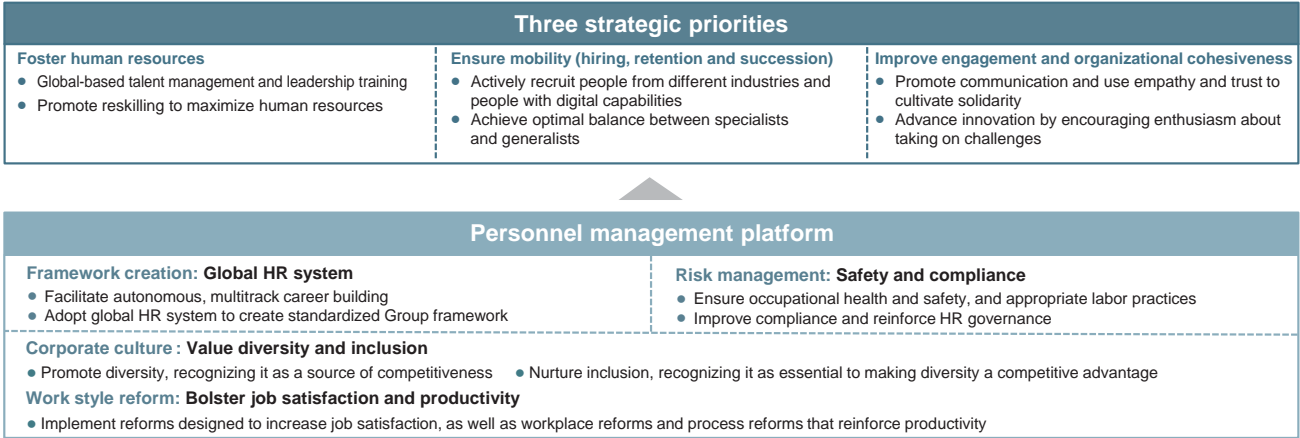 Three strategic priorities
Foster human resources
● Global-based talent management and leadership training
● Promote reskilling to maximize human resources
Ensure mobility (hiring, retention and succession)
● Actively recruit people from different industries and
people with digital capabilities
● Achieve optimal balance between specialists
and generalists
Improve engagement and organizational cohesiveness
● Promote communication and use empathy and trust to
cultivate solidarity
● Advance innovation by encouraging enthusiasm about
taking on challenges
Personnel management platform
Framework creation: Global HR system
● Facilitate autonomous, multitrack career building
● Adopt global HR system to create standardized Group framework
Risk management: Safety and compliance
● Ensure occupational health and safety, and appropriate labor practices
● Improve compliance and reinforce HR governance
Corporate culture : Value diversity and inclusion
● Promote diversity, recognizing it as a source of competitiveness ● Nurture inclusion, recognizing it as essential to making diversity a competitive advantage
Work style reform: Bolster job satisfaction and productivity
● Implement reforms designed to increase job satisfaction, as well as workplace reforms and process reforms that reinforce productivity